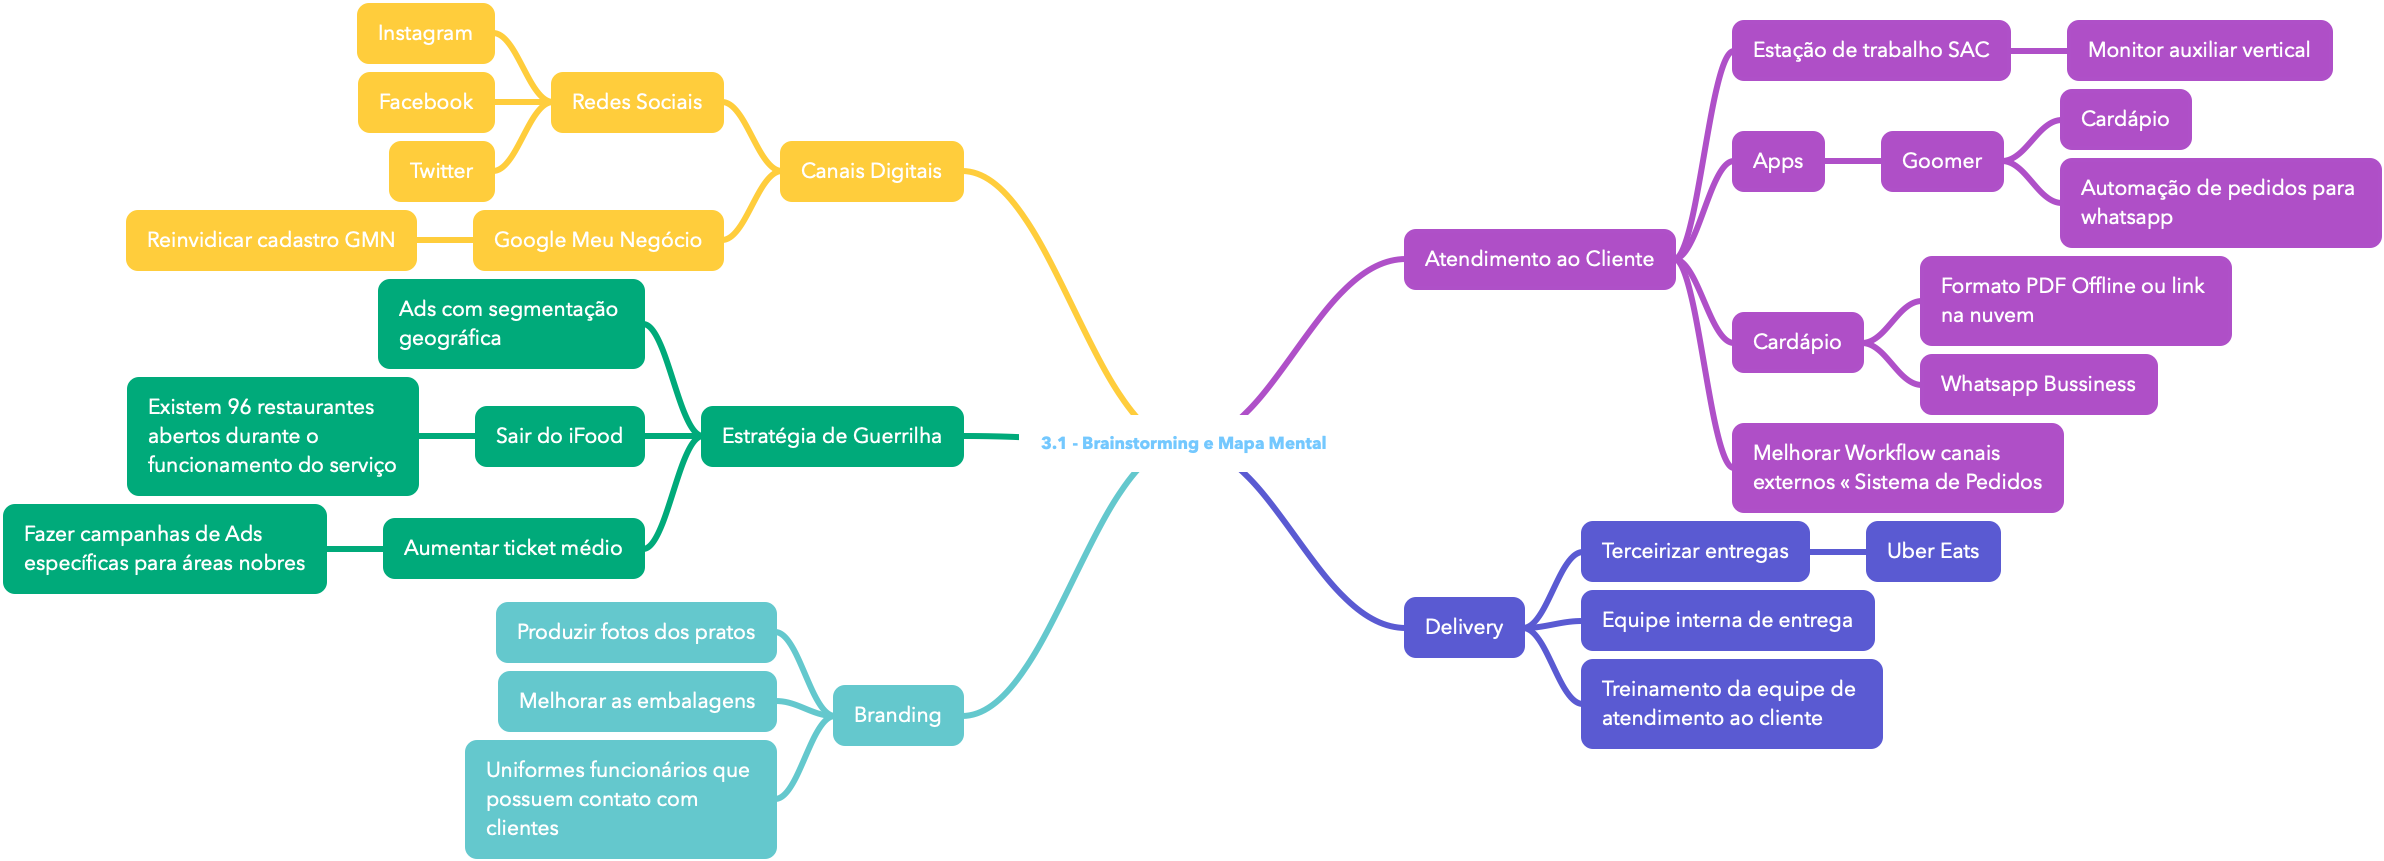 3.1 - Brainstorming e Mapa Mental
Atendimento ao Cliente
Estação de trabalho SAC
Monitor auxiliar vertical
Apps
Goomer
Cardápio
Automação de pedidos para
whatsapp
Cardápio
Formato PDF Offline ou link
na nuvem
Whatsapp Bussiness
Melhorar Workflow canais
externos « Sistema de Pedidos
Delivery
Terceirizar entregas
Uber Eats
Equipe interna de entrega
Treinamento da equipe de
atendimento ao cliente
Canais Digitais
Redes Sociais
Instagram
Facebook
Twitter
Google Meu Negócio
Reinvidicar cadastro GMN
Estratégia de Guerrilha
Ads com segmentação
geográfica
Sair do iFood
Existem 96 restaurantes
abertos durante o
funcionamento do serviço
Aumentar ticket médio
Fazer campanhas de Ads
específicas para áreas nobres
Branding
Produzir fotos dos pratos
Melhorar as embalagens
Uniformes funcionários que
possuem contato com
clientes